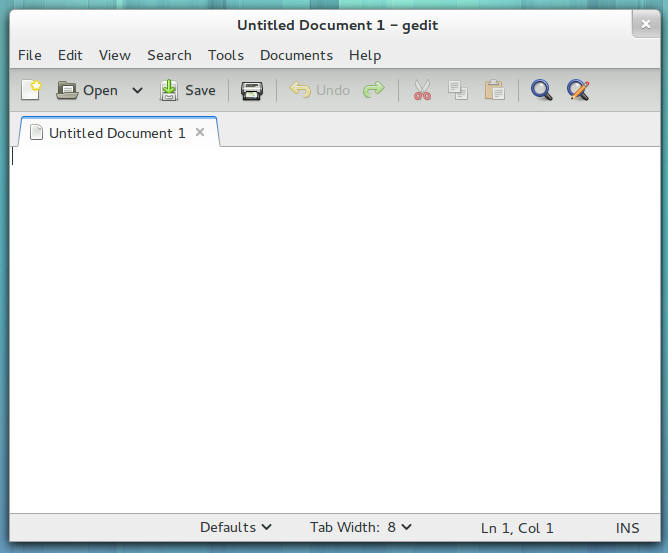 Untitled Document 1 – gedit
File Edit View Search Tools Documents Help
Open Save Undo
Untitled Document 1
Defaults Tab Width: 8 Ln 1, Col 1 INS